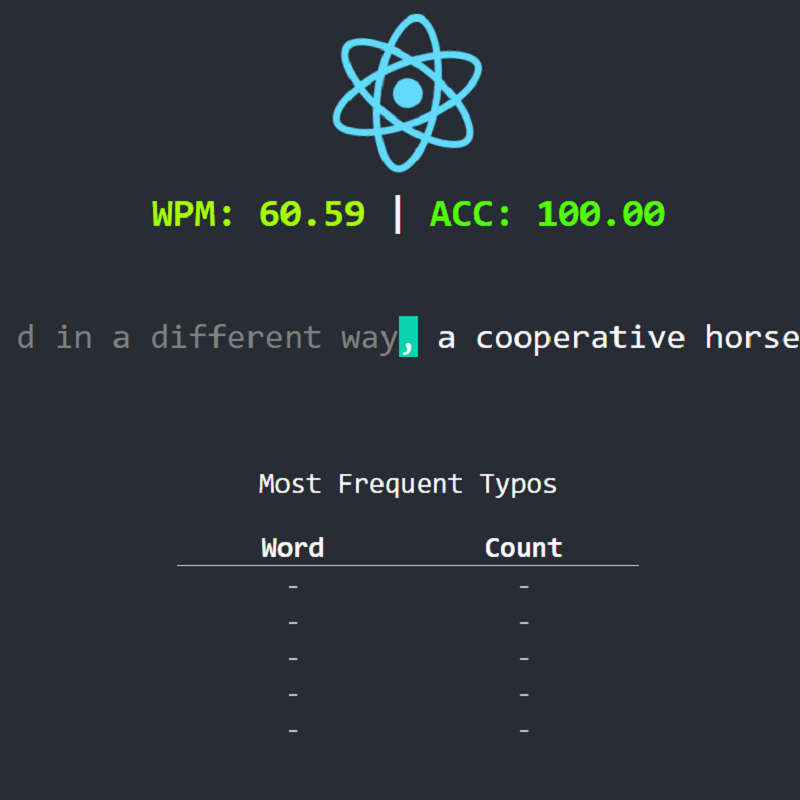 WPM: 60.59 | ACC: 100.00
d in a different way, a cooperative horse
Most Frequent Typos
Word Count
- -
- -
- -
- -
- -